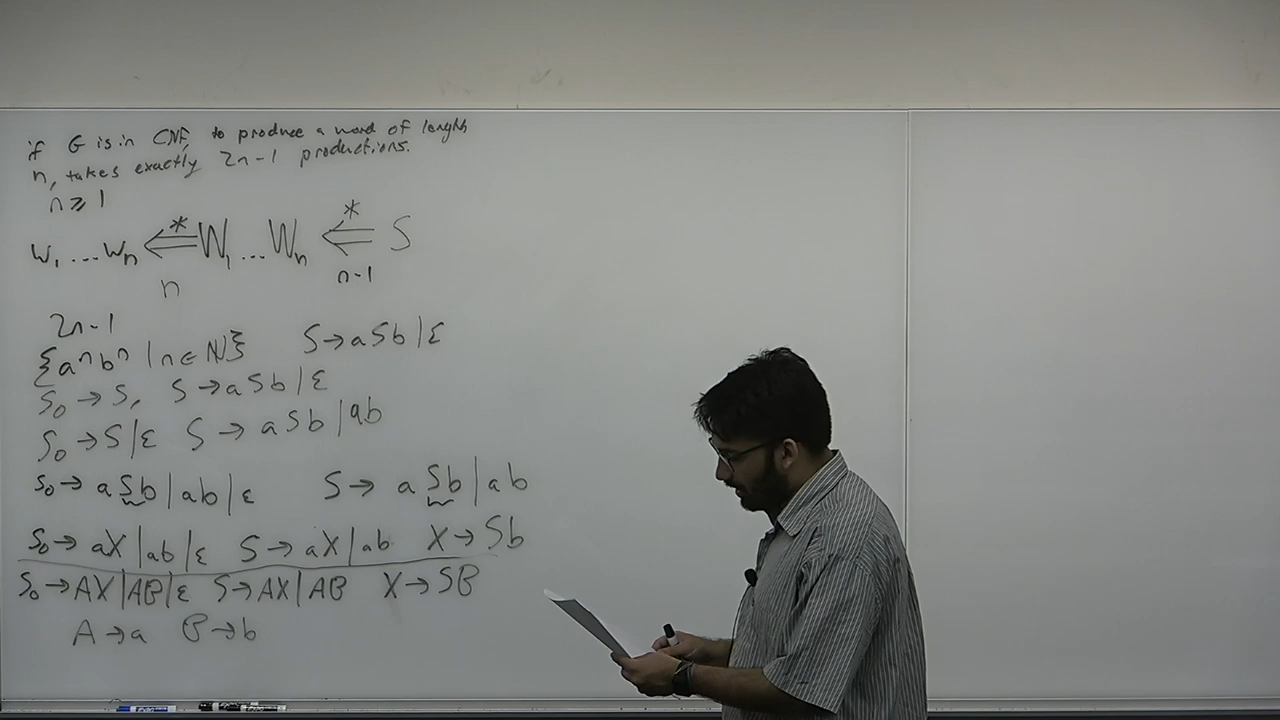 if G is in CNF, to produce a word of length
n, takes exactly 2n-1 productions.
n ≥ 1
w₁ ... wₙ ⇐* W₁ ... Wₙ ⇐* S
n n-1
2n-1
{aⁿbⁿ | n ∈ N} S → aSb | ε
S₀ → S, S → aSb | ε
S₀ → S | ε S → aSb | ab
S₀ → aSb | ab | ε S → aSb | ab
S₀ → aX | ab | ε S → aX | ab X → Sb
S₀ → AX | AB | ε S → AX | AB X → SB
A → a B → b